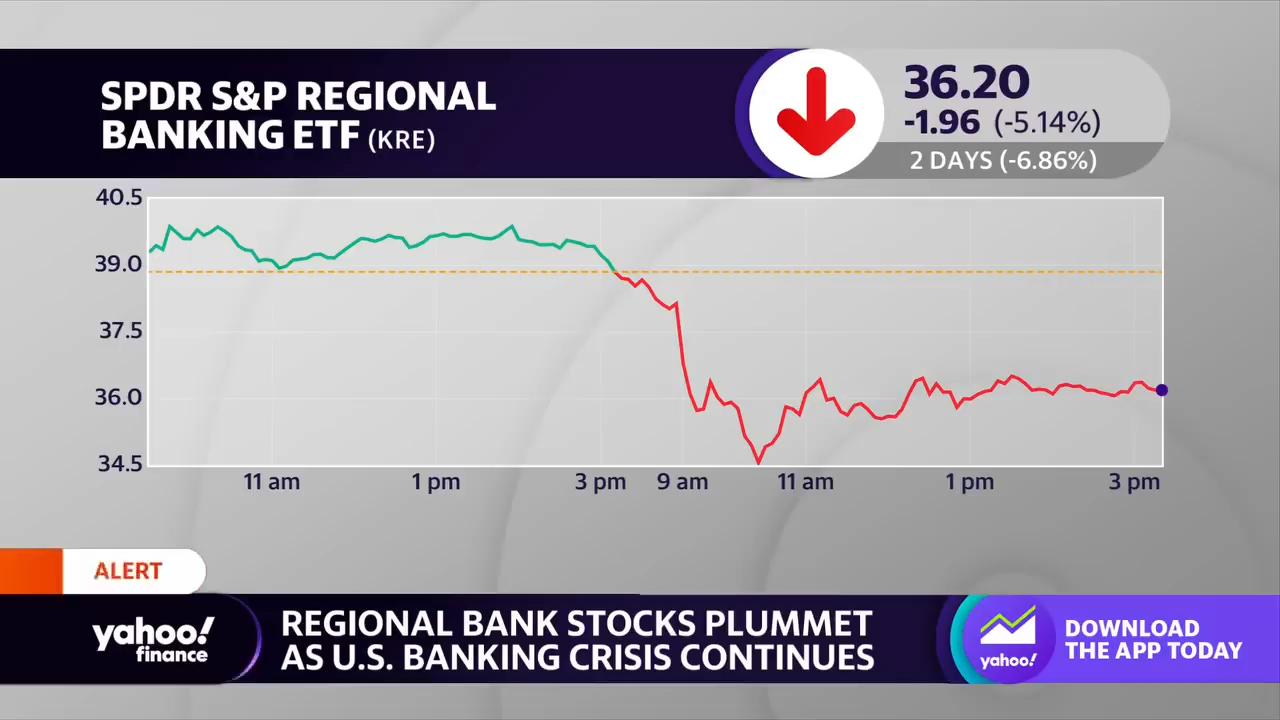 SPDR S&P REGIONAL
BANKING ETF (KRE)
36.20
-1.96 (-5.14%)
2 DAYS (-6.86%)
40.5
39.0
37.5
36.0
34.5
11 am 1 pm 3 pm 9 am 11 am 1 pm 3 pm
ALERT
yahoo!
finance
REGIONAL BANK STOCKS PLUMMET
AS U.S. BANKING CRISIS CONTINUES
yahoo!
DOWNLOAD
THE APP TODAY